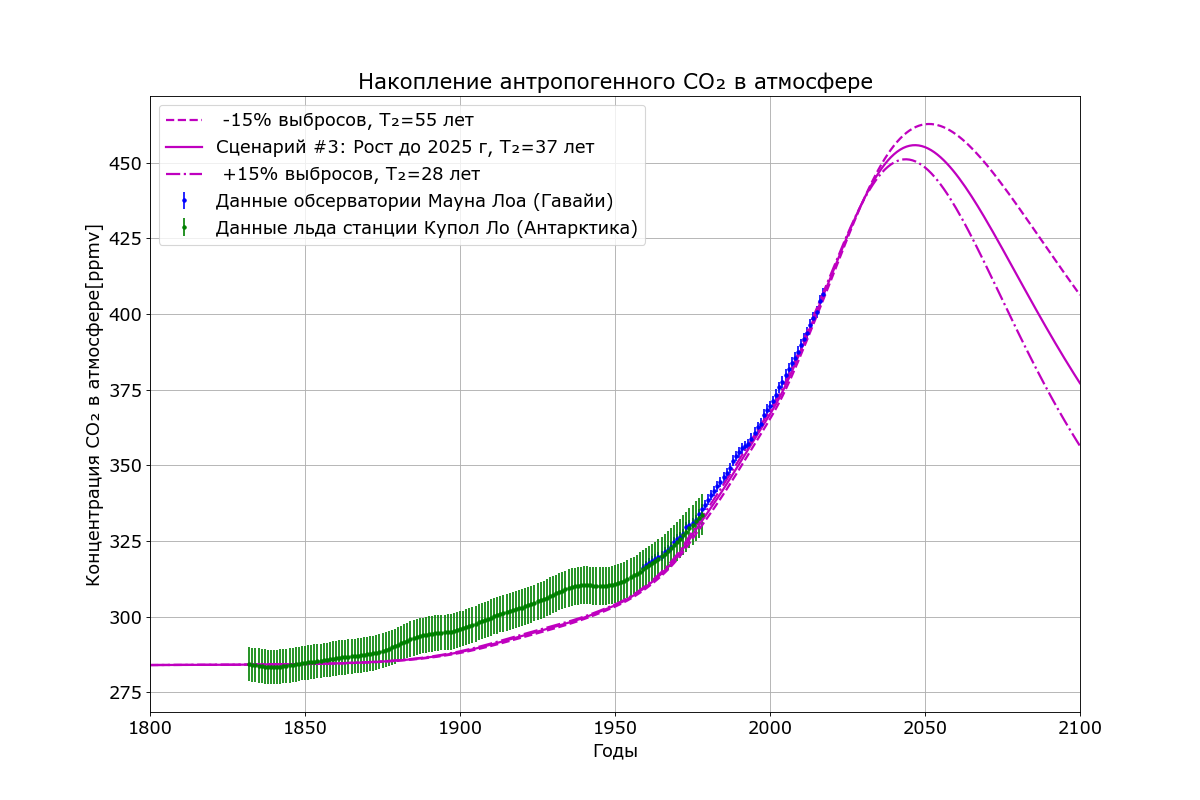 Накопление антропогенного CO₂ в атмосфере
-15% выбросов, T₂=55 лет
Сценарий #3: Рост до 2025 г, T₂=37 лет
+15% выбросов, T₂=28 лет
Данные обсерватории Мауна Лоа (Гавайи)
Данные льда станции Купол Ло (Антарктика)
Концентрация CO₂ в атмосфере[ppmv]
450
425
400
375
350
325
300
275
1800 1850 1900 1950 2000 2050 2100
Годы